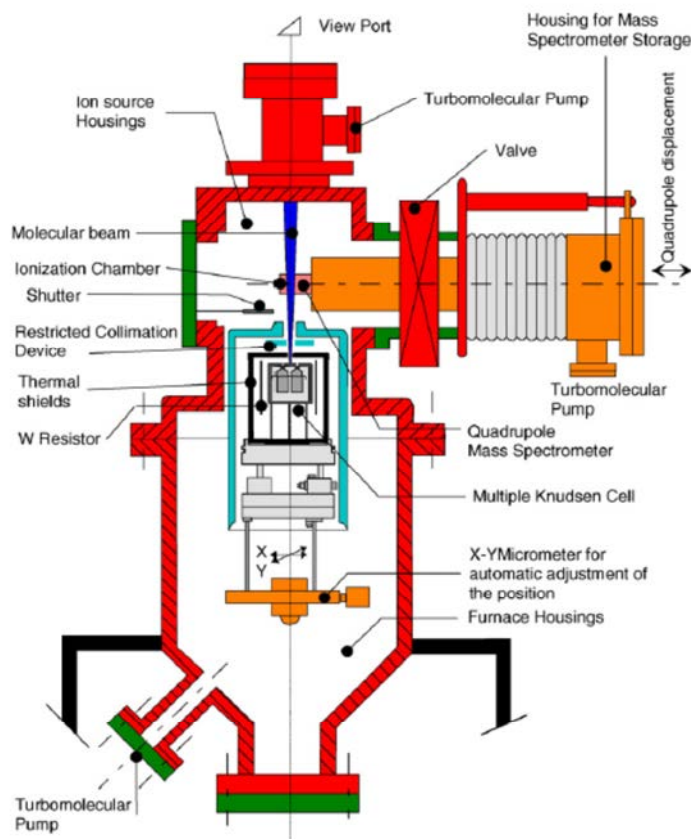 View Port
Housing for Mass
Spectrometer Storage
Ion source
Housings
Turbomolecular Pump
Valve
Quadrupole displacement
Molecular beam
Ionization Chamber
Shutter
Restricted Collimation
Device
Thermal
shields
W Resistor
Turbomolecular
Pump
Quadrupole
Mass Spectrometer
Multiple Knudsen Cell
X
Y
X-YMicrometer for
automatic adjustment of
the position
Furnace Housings
Turbomolecular
Pump